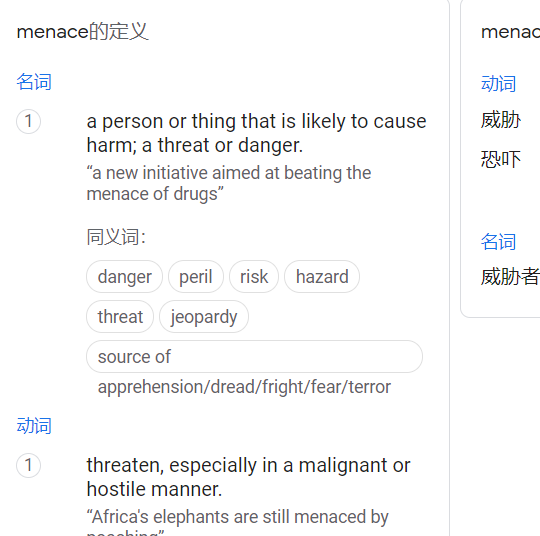 menace的定义
名词
1
a person or thing that is likely to cause
harm; a threat or danger.
“a new initiative aimed at beating the
menace of drugs”
同义词：
danger peril risk hazard
threat jeopardy
source of
apprehension/dread/fright/fear/terror
动词
1
threaten, especially in a malignant or
hostile manner.
“Africa's elephants are still menaced by
动词
威胁
恐吓
名词
威胁者